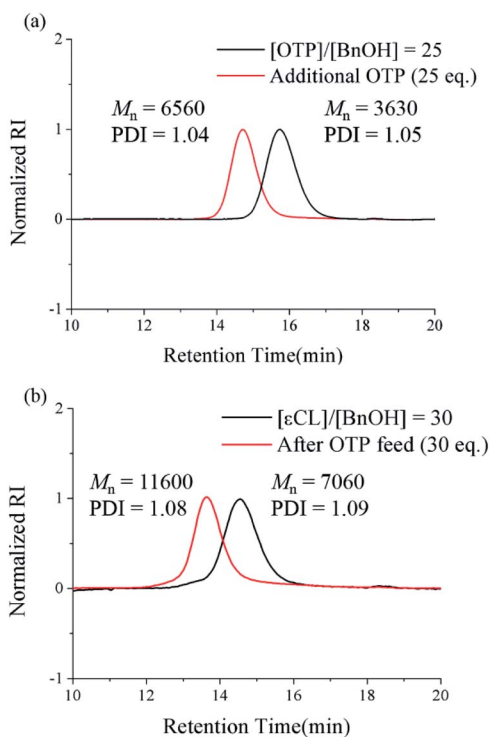 (a)
[OTP]/[BnOH] = 25
Additional OTP (25 eq.)
Mn = 6560
PDI = 1.04
Mn = 3630
PDI = 1.05
Normalized RI
2
1
0
-1
10 12 14 16 18 20
Retention Time(min)
(b)
[εCL]/[BnOH] = 30
After OTP feed (30 eq.)
Mn = 11600
PDI = 1.08
Mn = 7060
PDI = 1.09
Normalized RI
2
1
0
-1
10 12 14 16 18 20
Retention Time(min)